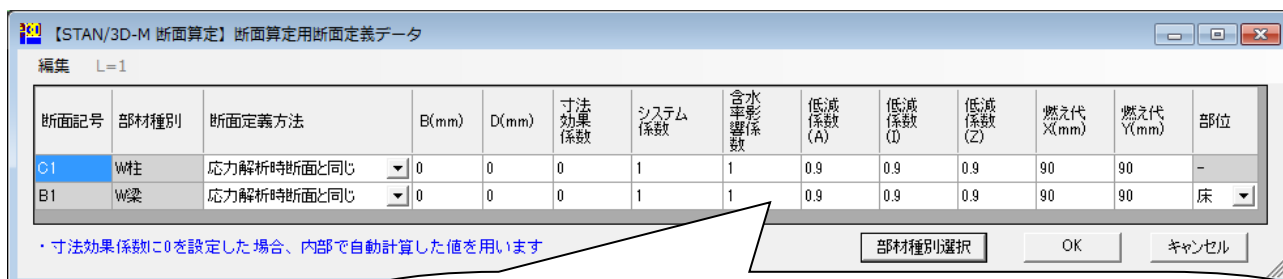 【STAN/3D-M 断面算定】断面算定用断面定義データ
編集 L=1
断面記号 部材種別 断面定義方法 B(mm) D(mm) 寸法効果係数 システム係数 含水率影響係数 低減係数(A) 低減係数(I) 低減係数(Z) 燃え代X(mm) 燃え代Y(mm) 部位
C1 W柱 応力解析時断面と同じ 0 0 0 1 1 0.9 0.9 0.9 90 90 -
B1 W梁 応力解析時断面と同じ 0 0 0 1 1 0.9 0.9 0.9 90 90 床
・寸法効果係数に0を設定した場合、内部で自動計算した値を用います 部材種別選択 OK キャンセル